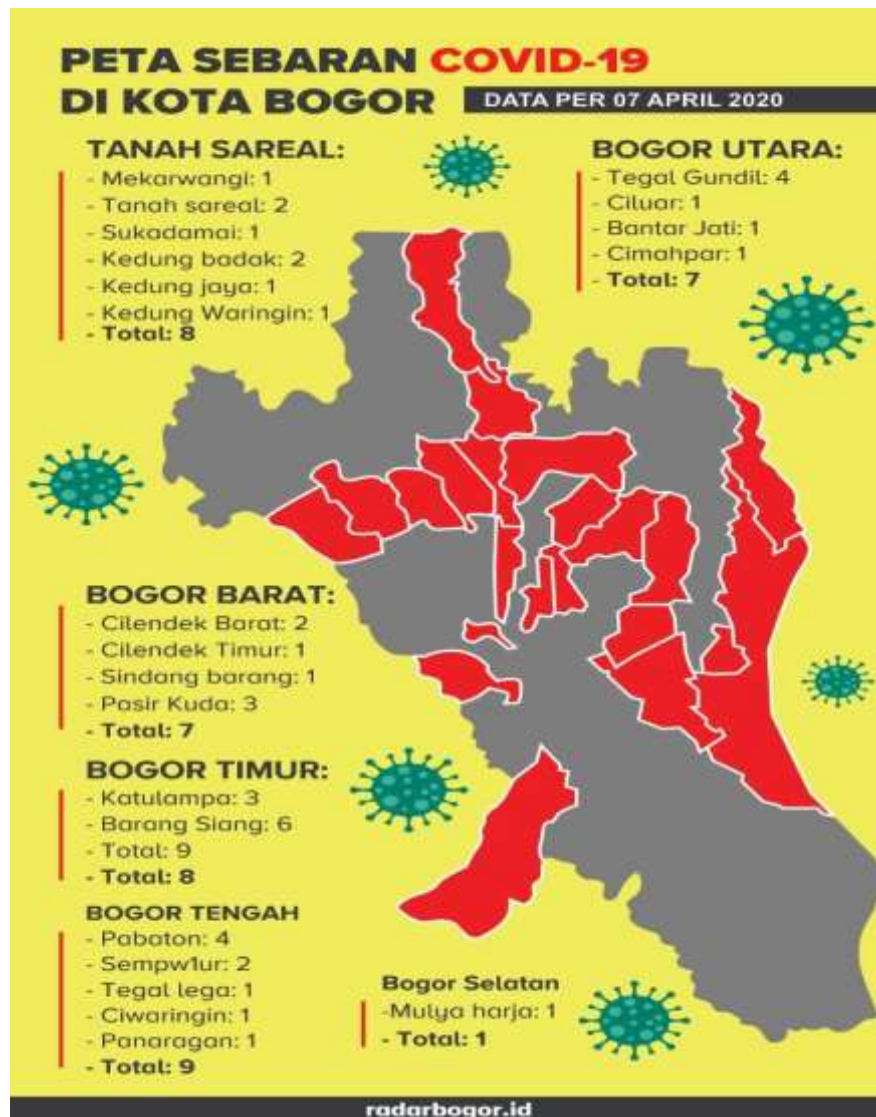 PETA SEBARAN COVID-19
DI KOTA BOGOR
DATA PER 07 APRIL 2020
TANAH SAREAL:
- Mekarwangi: 1
- Tanah sareal: 2
- Sukadamai: 1
- Kedung badak: 2
- Kedung jaya: 1
- Kedung Waringin: 1
- Total: 8
BOGOR UTARA:
- Tegal Gundil: 4
- Ciluar: 1
- Bantar Jati: 1
- Cimahpar: 1
- Total: 7
BOGOR BARAT:
- Cilendek Barat: 2
- Cilendek Timur: 1
- Sindang barang: 1
- Pasir Kuda: 3
- Total: 7
BOGOR TIMUR:
- Katulampa: 3
- Barang Siang: 6
- Total: 9
- Total: 8
BOGOR TENGAH
- Pabaton: 4
- Sempw1ur: 2
- Tegal lega: 1
- Ciwaringin: 1
- Panaragan: 1
- Total: 9
Bogor Selatan
-Mulya harja: 1
- Total: 1
radarbogor.id